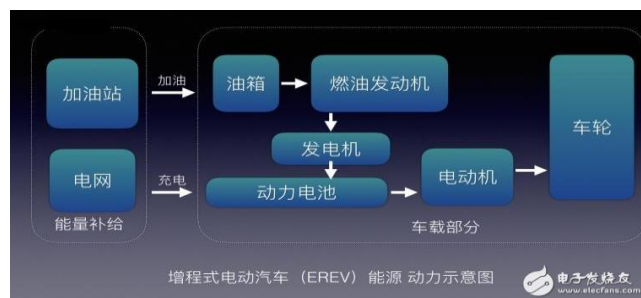 加油站
加油
油箱
燃油发动机
车轮
发电机
电网
充电
动力电池
电动机
能量补给
车载部分
增程式电动汽车（EREV）能源 动力示意图
电子发烧友
www.elecfans.com